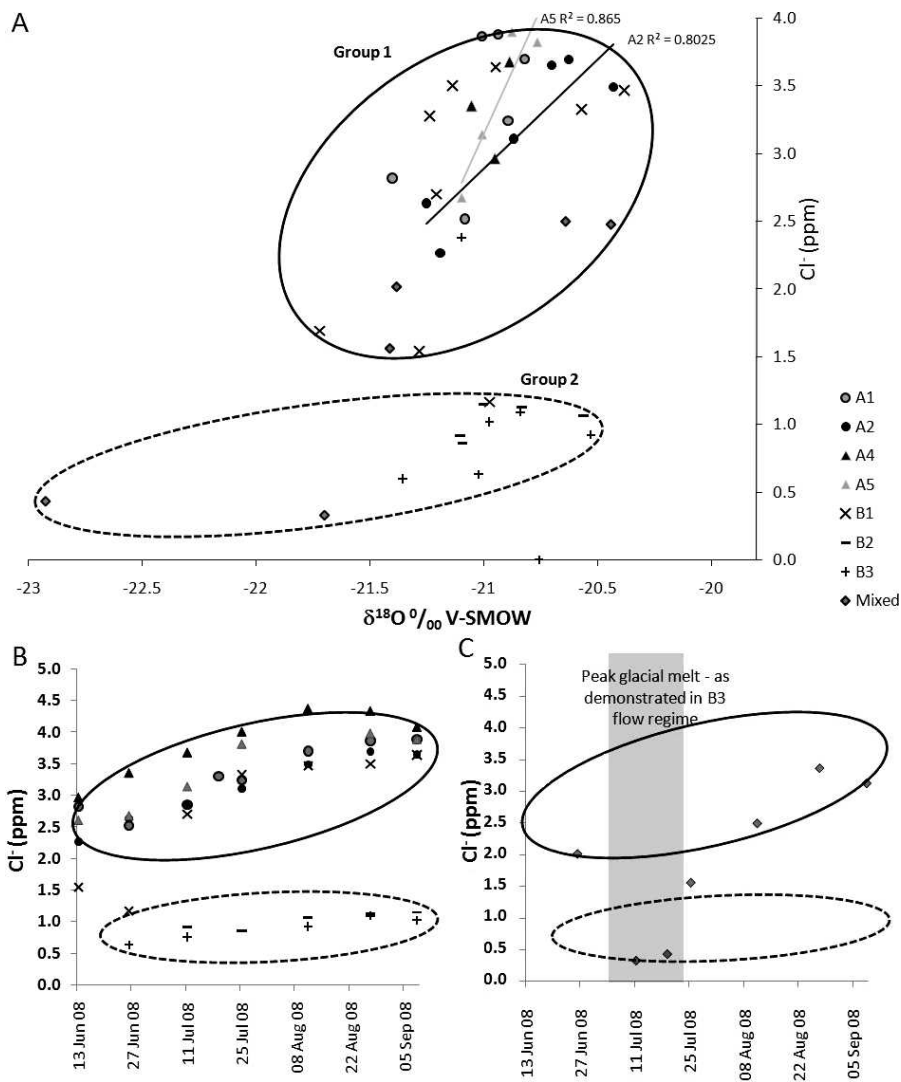 A
A5 R² = 0.865
A2 R² = 0.8025
Group 1
4.0
3.5
3.0
2.5
2.0
1.5
1.0
0.5
0.0
Cl⁻ (ppm)
Group 2
-23
-22
-21.5
-21
-20.5
-20
δ¹⁸O ⁰/₀₀ V-SMOW
A1
A2
A4
A5
B1
B2
B3
Mixed
B
5.0
4.5
4.0
3.5
3.0
2.5
2.0
1.5
1.0
0.5
0.0
Cl⁻ (ppm)
13 Jun 08
27 Jun 08
11 Jul 08
25 Jul 08
08 Aug 08
22 Aug 08
05 Sep 08
C
Peak glacial melt - as
demonstrated in B3
flow regime
5.0
4.5
4.0
3.5
3.0
2.5
2.0
1.5
1.0
0.5
0.0
Cl⁻ (ppm)
13 Jun 08
27 Jun 08
11 Jul 08
25 Jul 08
08 Aug 08
22 Aug 08
05 Sep 08